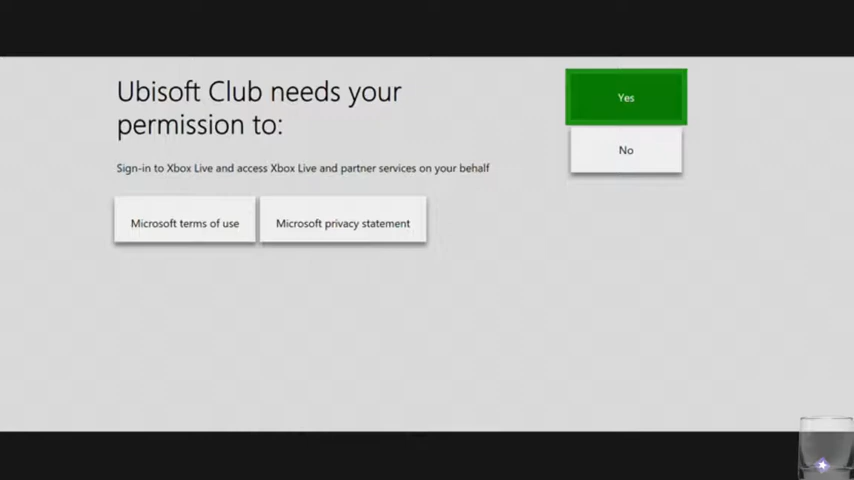 Ubisoft Club needs your
permission to:
Sign-in to Xbox Live and access Xbox Live and partner services on your behalf
Microsoft terms of use
Microsoft privacy statement
Yes
No